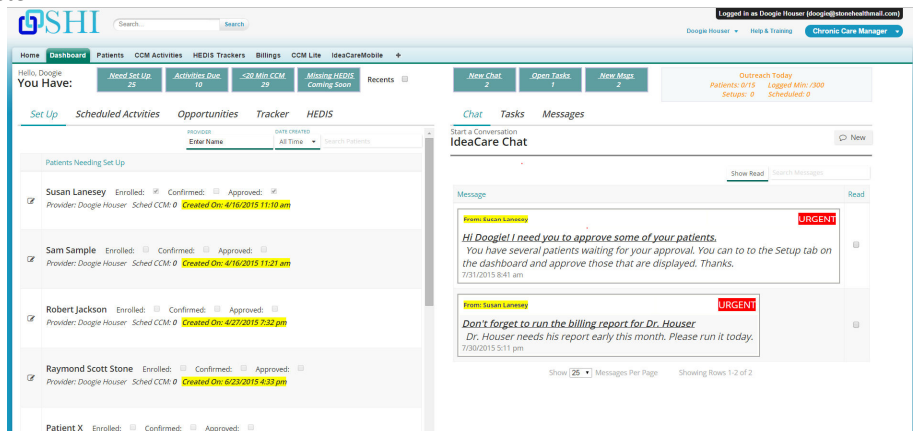 SHI
Search...
Search
Logged in as Doogie Houser (doogie@stonehealthmail.com)
Doogie Houser
Help & Training
Chronic Care Manager
Home Dashboard Patients CCM Activities HEDIS Trackers Billings CCM Lite IdeaCareMobile +
Hello, Doogie
You Have:
Need Set Up
25
Activities Due
10
<20 Min CCM
29
Missing HEDIS
Coming Soon
Recents
New Chat
2
Open Tasks
1
New Msgs
2
Outreach Today
Patients: 0/15 Logged Min: /300
Setups: 0 Scheduled: 0
Set Up Scheduled Actvities Opportunities Tracker HEDIS
PROVIDER
Enter Name
DATE CREATED
All Time
Search Patients
Patients Needing Set Up
Susan Lanesey Enrolled: Confirmed: Approved:
Provider: Doogie Houser Sched CCM: 0 Created On: 4/16/2015 11:10 am
Sam Sample Enrolled: Confirmed: Approved:
Provider: Doogie Houser Sched CCM: 0 Created On: 4/16/2015 11:21 am
Robert Jackson Enrolled: Confirmed: Approved:
Provider: Doogie Houser Sched CCM: 0 Created On: 4/27/2015 7:32 pm
Raymond Scott Stone Enrolled: Confirmed: Approved:
Provider: Doogie Houser Sched CCM: 0 Created On: 6/23/2015 4:33 pm
Patient X Enrolled: Confirmed: Approved:
Chat Tasks Messages
Start a Conversation
IdeaCare Chat
New
Show Read
Search Messages
Message
Read
From: Susan Lanesey
URGENT
Hi Doogie! I need you to approve some of your patients.
You have several patients waiting for your approval. You can to to the Setup tab on
the dashboard and approve those that are displayed. Thanks.
7/31/2015 8:41 am
From: Susan Lanesey
URGENT
Don't forget to run the billing report for Dr. Houser
Dr. Houser needs his report early this month. Please run it today.
7/30/2015 5:11 pm
Show 25 Messages Per Page Showing Rows 1-2 of 2